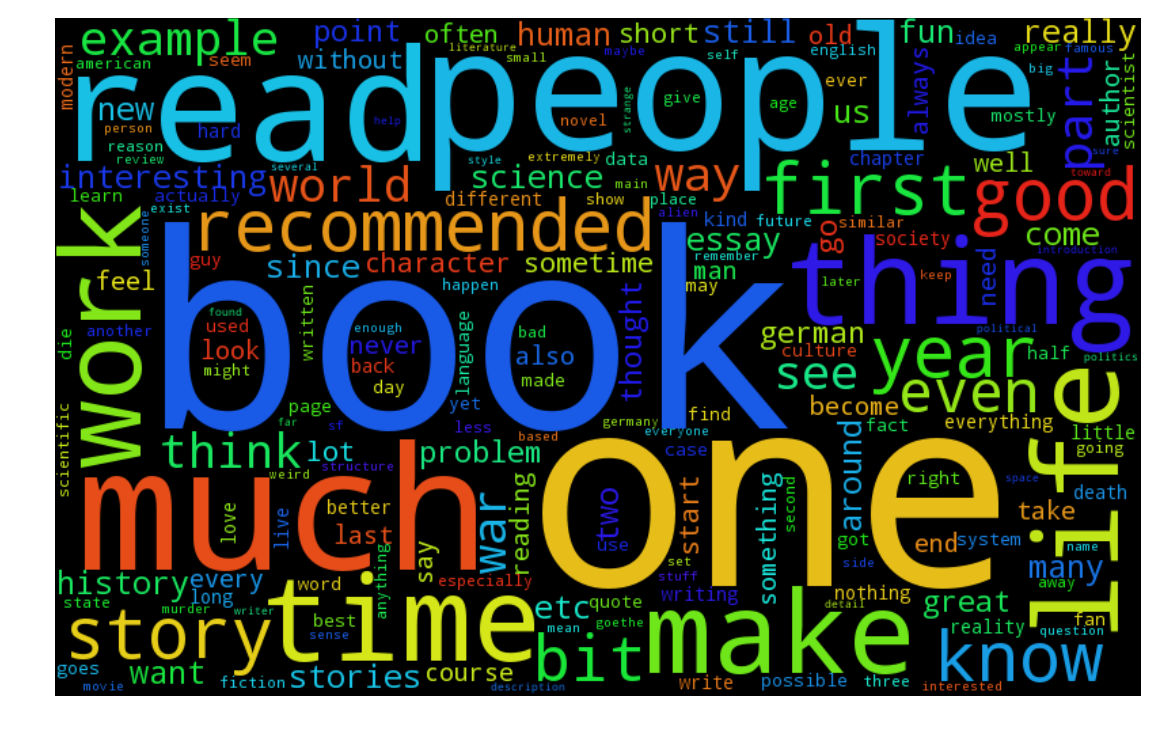 example
point
often
human
short
still
old
fun
idea
really
modern
american
seem
without
literature
small
maybe
self
english
appear
famous
read
people
new
person
reason
review
hard
help
strange
give
novel
age
ever
us
always
big
part
author
scientist
mostly
interesting
learn
actually
several
world
style
extremely
data
science
main
way
different
show
place
chapter
first
well
sure
toward
good
work
exist
someone
recommended
alien
kind
future
similar
go
essay
remember
society
come
introduction
feel
guy
since
character
sometime
man
happen
may
thing
later
need
keep
die
another
found
used
look
might
written
book
enough
never
back
day
language
bad
also
made
thought
german
political
culture
year
half
politics
see
even
life
scientific
page
far
sf
yet
less
based
germany
find
everyone
become
fact
everything
little
going
think
lot
structure
weird
problem
case
around
much
one
love
live
better
last
war
reading
two
use
start
something
second
right
space
death
take
got
end
system
name
many
away
history
every
long
state
murder
writer
word
anything
say
especially
set
stuff
writing
side
nothing
detail
great
fan
reality
question
story
time
best
sense
etc
mean
quote
goethe
bit
make
know
goes
movie
want
fiction
stories
course
description
write
possible
three
interested